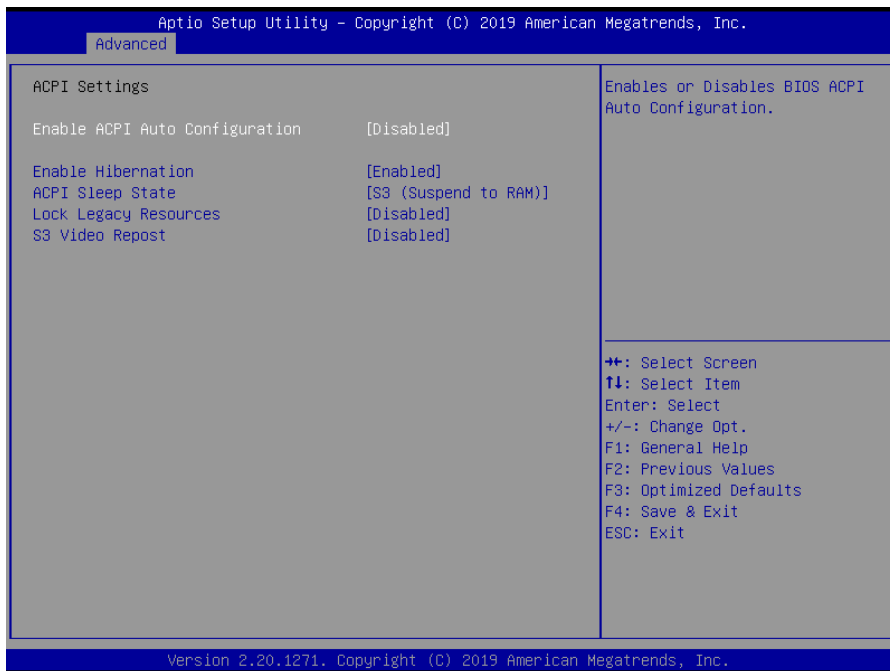 Aptio Setup Utility – Copyright (C) 2019 American Megatrends, Inc.
Advanced
ACPI Settings
Enable ACPI Auto Configuration [Disabled]
Enable Hibernation [Enabled]
ACPI Sleep State [S3 (Suspend to RAM)]
Lock Legacy Resources [Disabled]
S3 Video Repost [Disabled]
Enables or Disables BIOS ACPI
Auto Configuration.
→←: Select Screen
↑↓: Select Item
Enter: Select
+/-: Change Opt.
F1: General Help
F2: Previous Values
F3: Optimized Defaults
F4: Save & Exit
ESC: Exit
Version 2.20.1271. Copyright (C) 2019 American Megatrends, Inc.